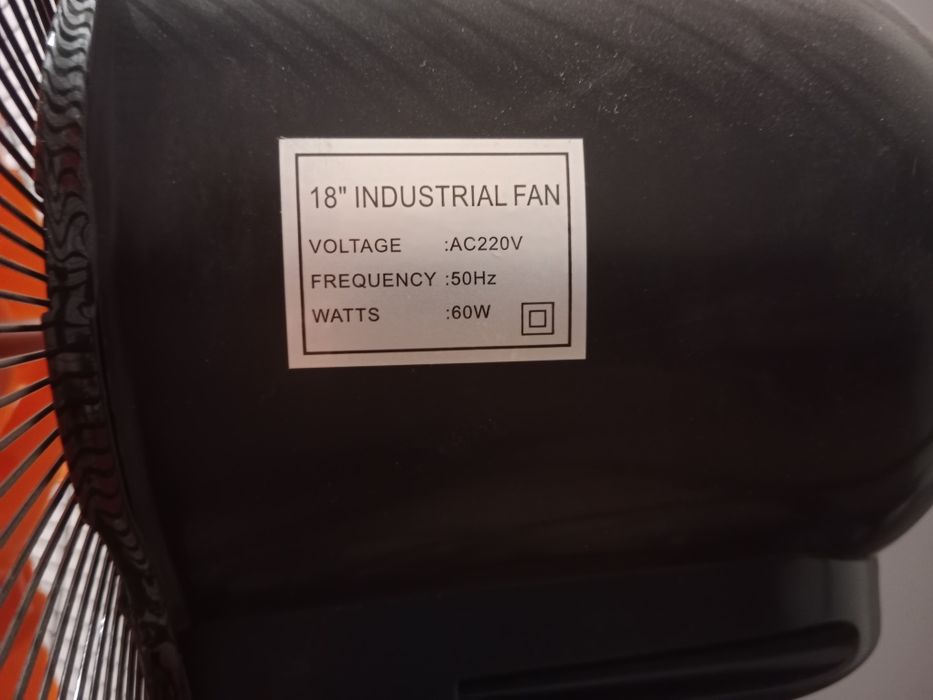 18" INDUSTRIAL FAN
VOLTAGE :AC220V
FREQUENCY :50Hz
WATTS :60W